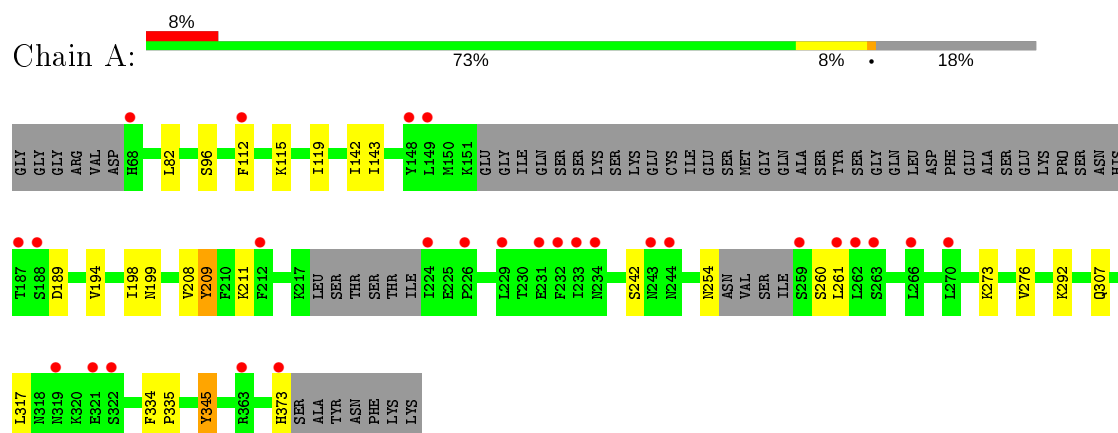 8%
Chain A:
73% 8% • 18%
GLY GLY GLY ARG VAL ASP H68 L82 S96 F112 K115 I119 I142 I143 Y148 L149 M150 K151 GLU GLY ILE GLN SER SER LYS SER LYS GLU CYS ILE GLU SER MET GLY GLN ALA SER TYR SER GLY GLN LEU ASP PHE GLU ALA SER GLU LYS PRO SER ASN HIS
T187 S188 D189 V194 I198 N199 V208 Y209 F210 K211 F212 K217 LEU SER THR SER THR ILE I224 E225 P226 L229 T230 E231 F232 I233 N234 S242 N243 N244 N254 ASN VAL SER ILE S259 S260 L261 L262 S263 L266 L270 K273 V276 K292 Q307
L317 N318 N319 K320 E321 S322 F334 P335 Y345 R363 H373 SER ALA TYR ASN PHE LYS LYS